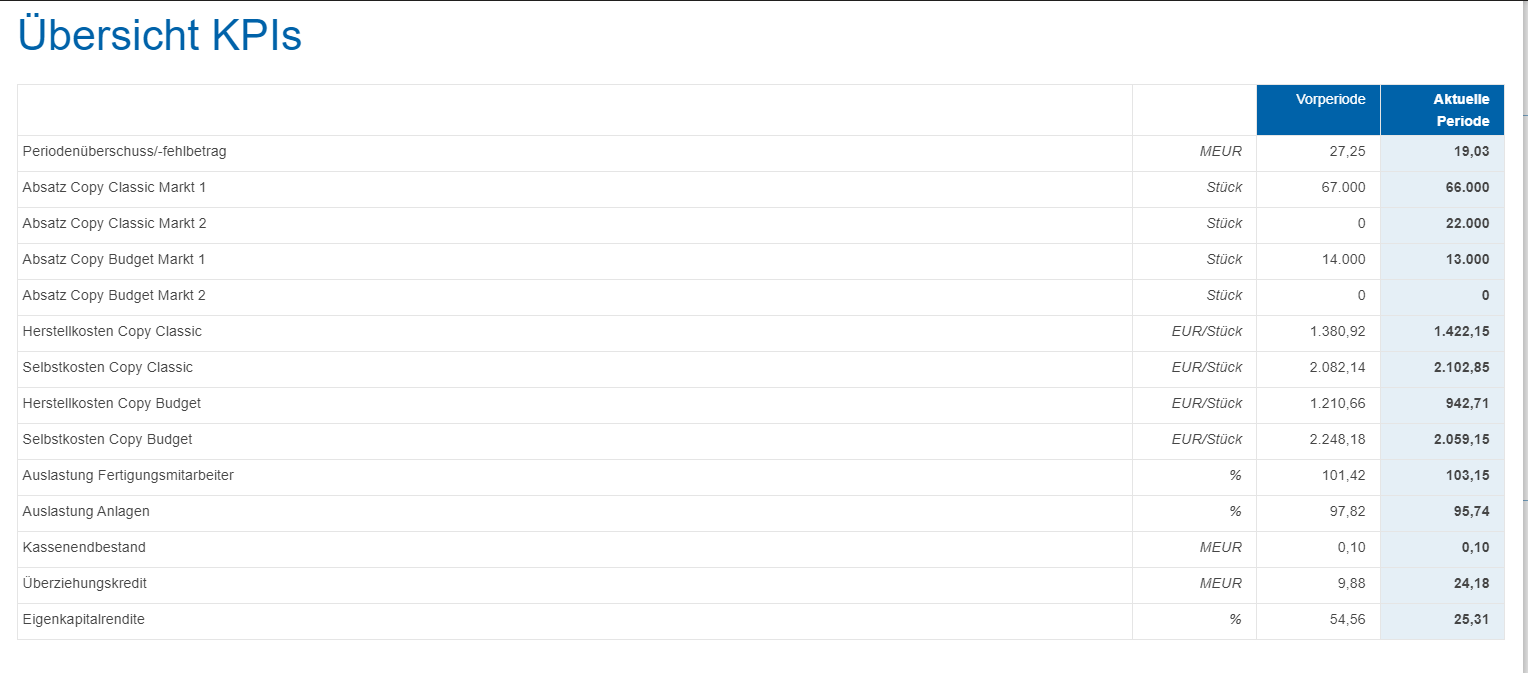 Übersicht KPIs
Vorperiode Aktuelle
Periode
Periodenüberschuss/-fehlbetrag MEUR 27,25 19,03
Absatz Copy Classic Markt 1 Stück 67.000 66.000
Absatz Copy Classic Markt 2 Stück 0 22.000
Absatz Copy Budget Markt 1 Stück 14.000 13.000
Absatz Copy Budget Markt 2 Stück 0 0
Herstellkosten Copy Classic EUR/Stück 1.380,92 1.422,15
Selbstkosten Copy Classic EUR/Stück 2.082,14 2.102,85
Herstellkosten Copy Budget EUR/Stück 1.210,66 942,71
Selbstkosten Copy Budget EUR/Stück 2.248,18 2.059,15
Auslastung Fertigungsmitarbeiter % 101,42 103,15
Auslastung Anlagen % 97,82 95,74
Kassenendbestand MEUR 0,10 0,10
Überziehungskredit MEUR 9,88 24,18
Eigenkapitalrendite % 54,56 25,31